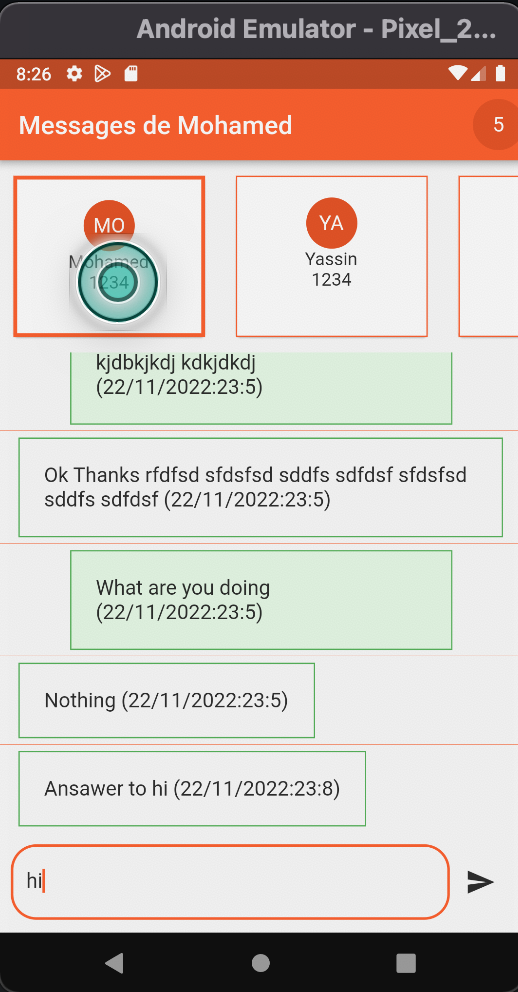 Android Emulator - Pixel_2...
8:26
Messages de Mohamed
5
MO
Mohamed
1234
YA
Yassin
1234
kjdbkjkdj kdkjdkdj
(22/11/2022:23:5)
Ok Thanks rfdfsd sfdsfsd sddfs sdfdsf sfdsfsd
sddfs sdfdsf (22/11/2022:23:5)
What are you doing
(22/11/2022:23:5)
Nothing (22/11/2022:23:5)
Ansawer to hi (22/11/2022:23:8)
hi